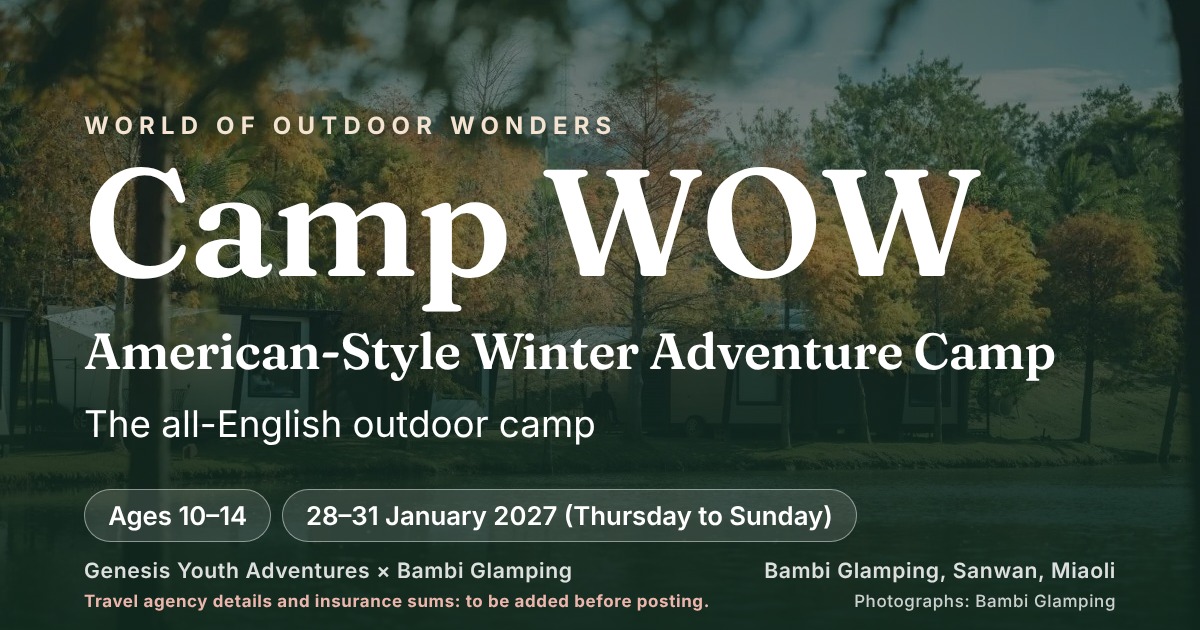 WORLD OF OUTDOOR WONDERS
Camp WOW
American-Style Winter Adventure Camp
The all-English outdoor camp
Ages 10–14
28–31 January 2027 (Thursday to Sunday)
Genesis Youth Adventures × Bambi Glamping
Bambi Glamping, Sanwan, Miaoli
Travel agency details and insurance sums: to be added before posting.
Photographs: Bambi Glamping